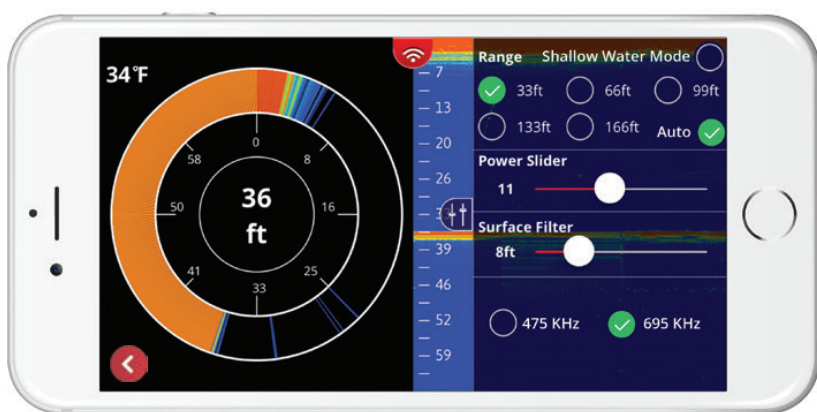 34°F
0
8
16
25
33
41
50
58
36
ft
7
13
20
26
39
46
52
59
Range Shallow Water Mode
33ft 66ft 99ft
133ft 166ft Auto
Power Slider
11
Surface Filter
8ft
475 KHz 695 KHz